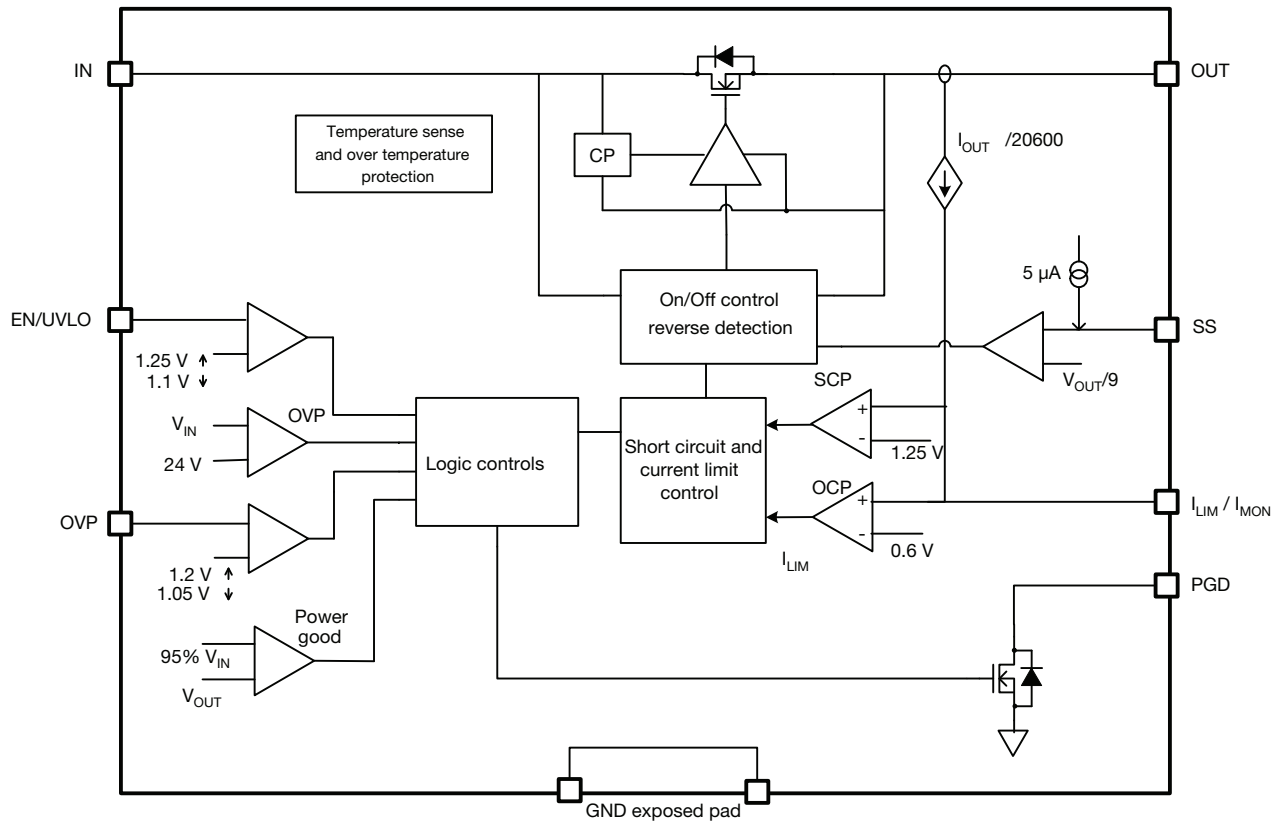 IN
OUT
Temperature sense
and over temperature
protection
CP
I_OUT /20600
5 µA
EN/UVLO
On/Off control
reverse detection
SS
1.25 V
1.1 V
V_OUT/9
SCP
+
-
1.25 V
V_IN
OVP
24 V
Logic controls
Short circuit and
current limit
control
OCP
+
-
0.6 V
I_LIM
I_LIM / I_MON
OVP
1.2 V
1.05 V
PGD
Power
good
95% V_IN
V_OUT
GND exposed pad